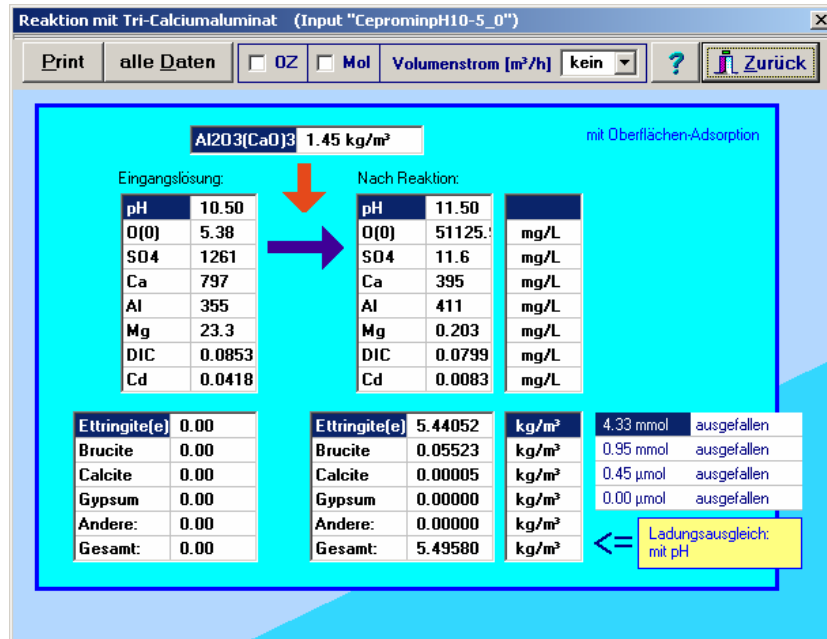 Reaktion mit Tri-Calciumaluminat (Input "CeprominpH10-5_0")
Print alle Daten OZ Mol Volumenstrom [m³/h] kein ? Zurück
Al2O3(CaO)3 1.45 kg/m³ mit Oberflächen-Adsorption
Eingangslösung: Nach Reaktion:
pH 10.50 pH 11.50
O(0) 5.38 O(0) 51125. mg/L
SO4 1261 SO4 11.6 mg/L
Ca 797 Ca 395 mg/L
Al 355 Al 411 mg/L
Mg 23.3 Mg 0.203 mg/L
DIC 0.0853 DIC 0.0799 mg/L
Cd 0.0418 Cd 0.0083 mg/L
Ettringite(e) 0.00 Ettringite(e) 5.44052 kg/m³ 4.33 mmol ausgefallen
Brucite 0.00 Brucite 0.05523 kg/m³ 0.95 mmol ausgefallen
Calcite 0.00 Calcite 0.00005 kg/m³ 0.45 µmol ausgefallen
Gypsum 0.00 Gypsum 0.00000 kg/m³ 0.00 µmol ausgefallen
Andere: 0.00 Andere: 0.00000 kg/m³
Gesamt: 0.00 Gesamt: 5.49580 kg/m³ <= Ladungsausgleich:
mit pH